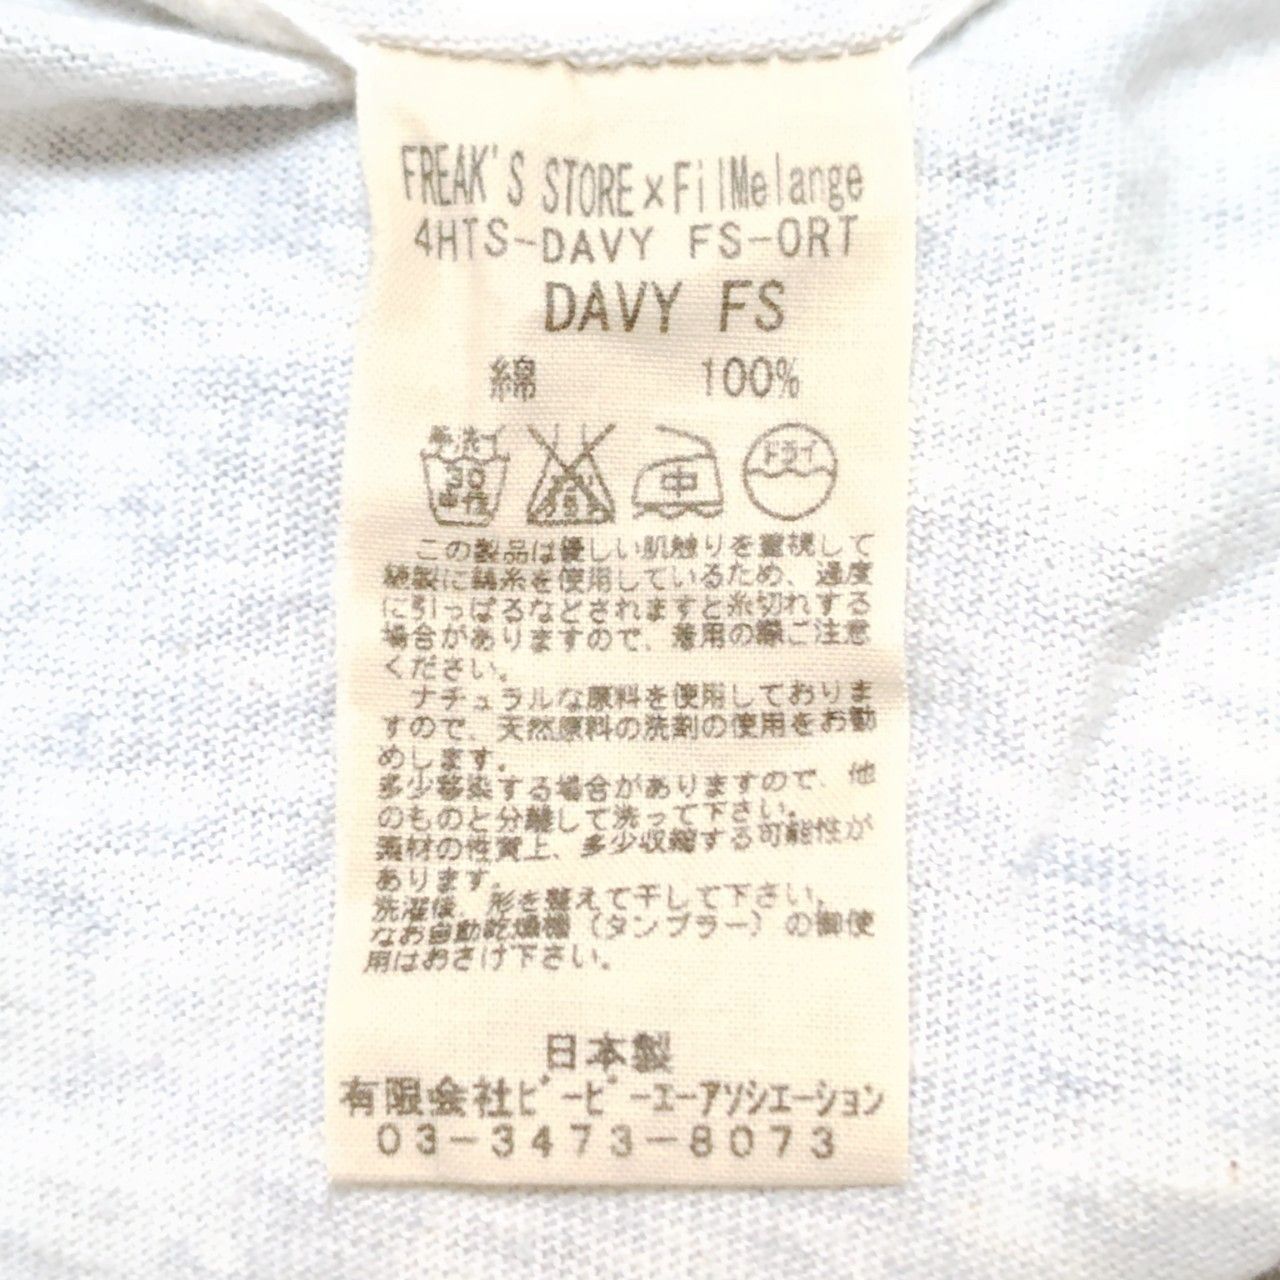 FREAK'S STORE×FilMelange
4HTS-DAVY FS-ORT
DAVY FS
綿 100%
手洗イ
30
中性
中
ドライ
この製品は優しい肌触りを重視して
縫製に綿糸を使用しているため、過度
に引っぱるなどされますと糸切れする
場合がありますので、着用の際ご注意
ください。
ナチュラルな原料を使用しておりま
すので、天然原料の洗剤の使用をお勧
めします。
多少移染する場合がありますので、他
のものと分離して洗って下さい。
素材の性質上、多少収縮する可能性が
あります。
洗濯後、形を整えて干して下さい。
なお自動乾燥機（タンブラー）の御使
用はおさけ下さい。
日本製
有限会社ビービーエーアソシエーション
03-3473-8073